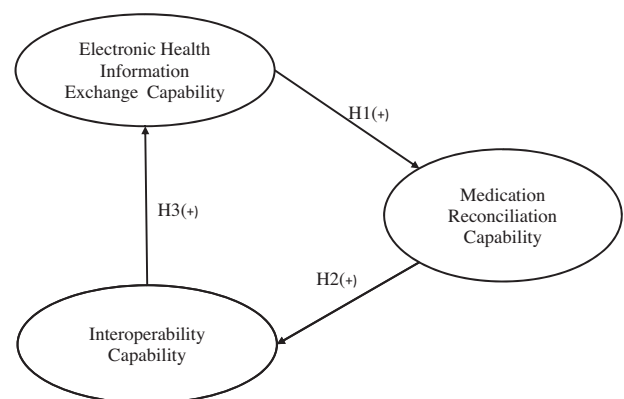 Electronic Health
Information
Exchange Capability
H1(+)
Medication
Reconciliation
Capability
H3(+)
H2(+)
Interoperability
Capability